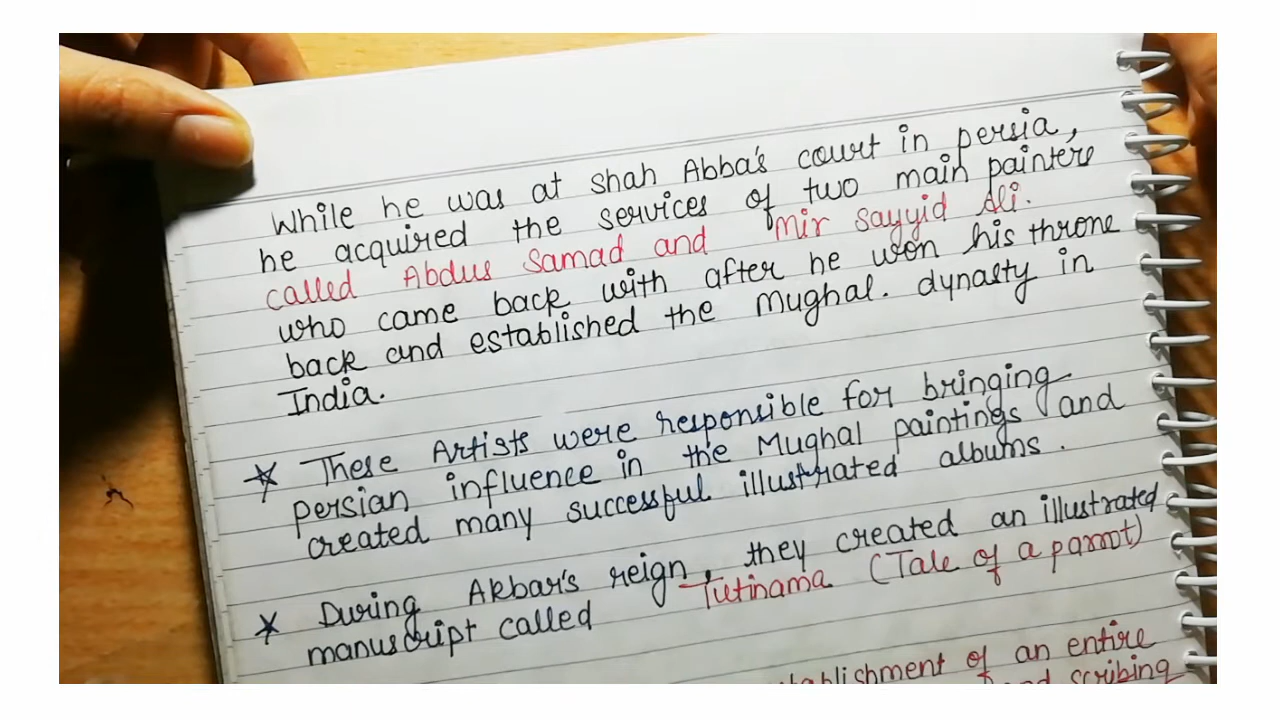 While he was at Shah Abba's court in persia,
he acquired the services of two main painters
called Abdus Samad and Mir Sayyid Ali.
who came back with after he won his throne
back and established the Mughal. dynasty in
India.
* These Artists were responsible for bringing
persian influence in the Mughal paintings and
created many successful illustrated albums.
* During Akbar's reign, they created an illustrated
manuscript called Tutinama (Tale of a parrot)
of an entire
scribing